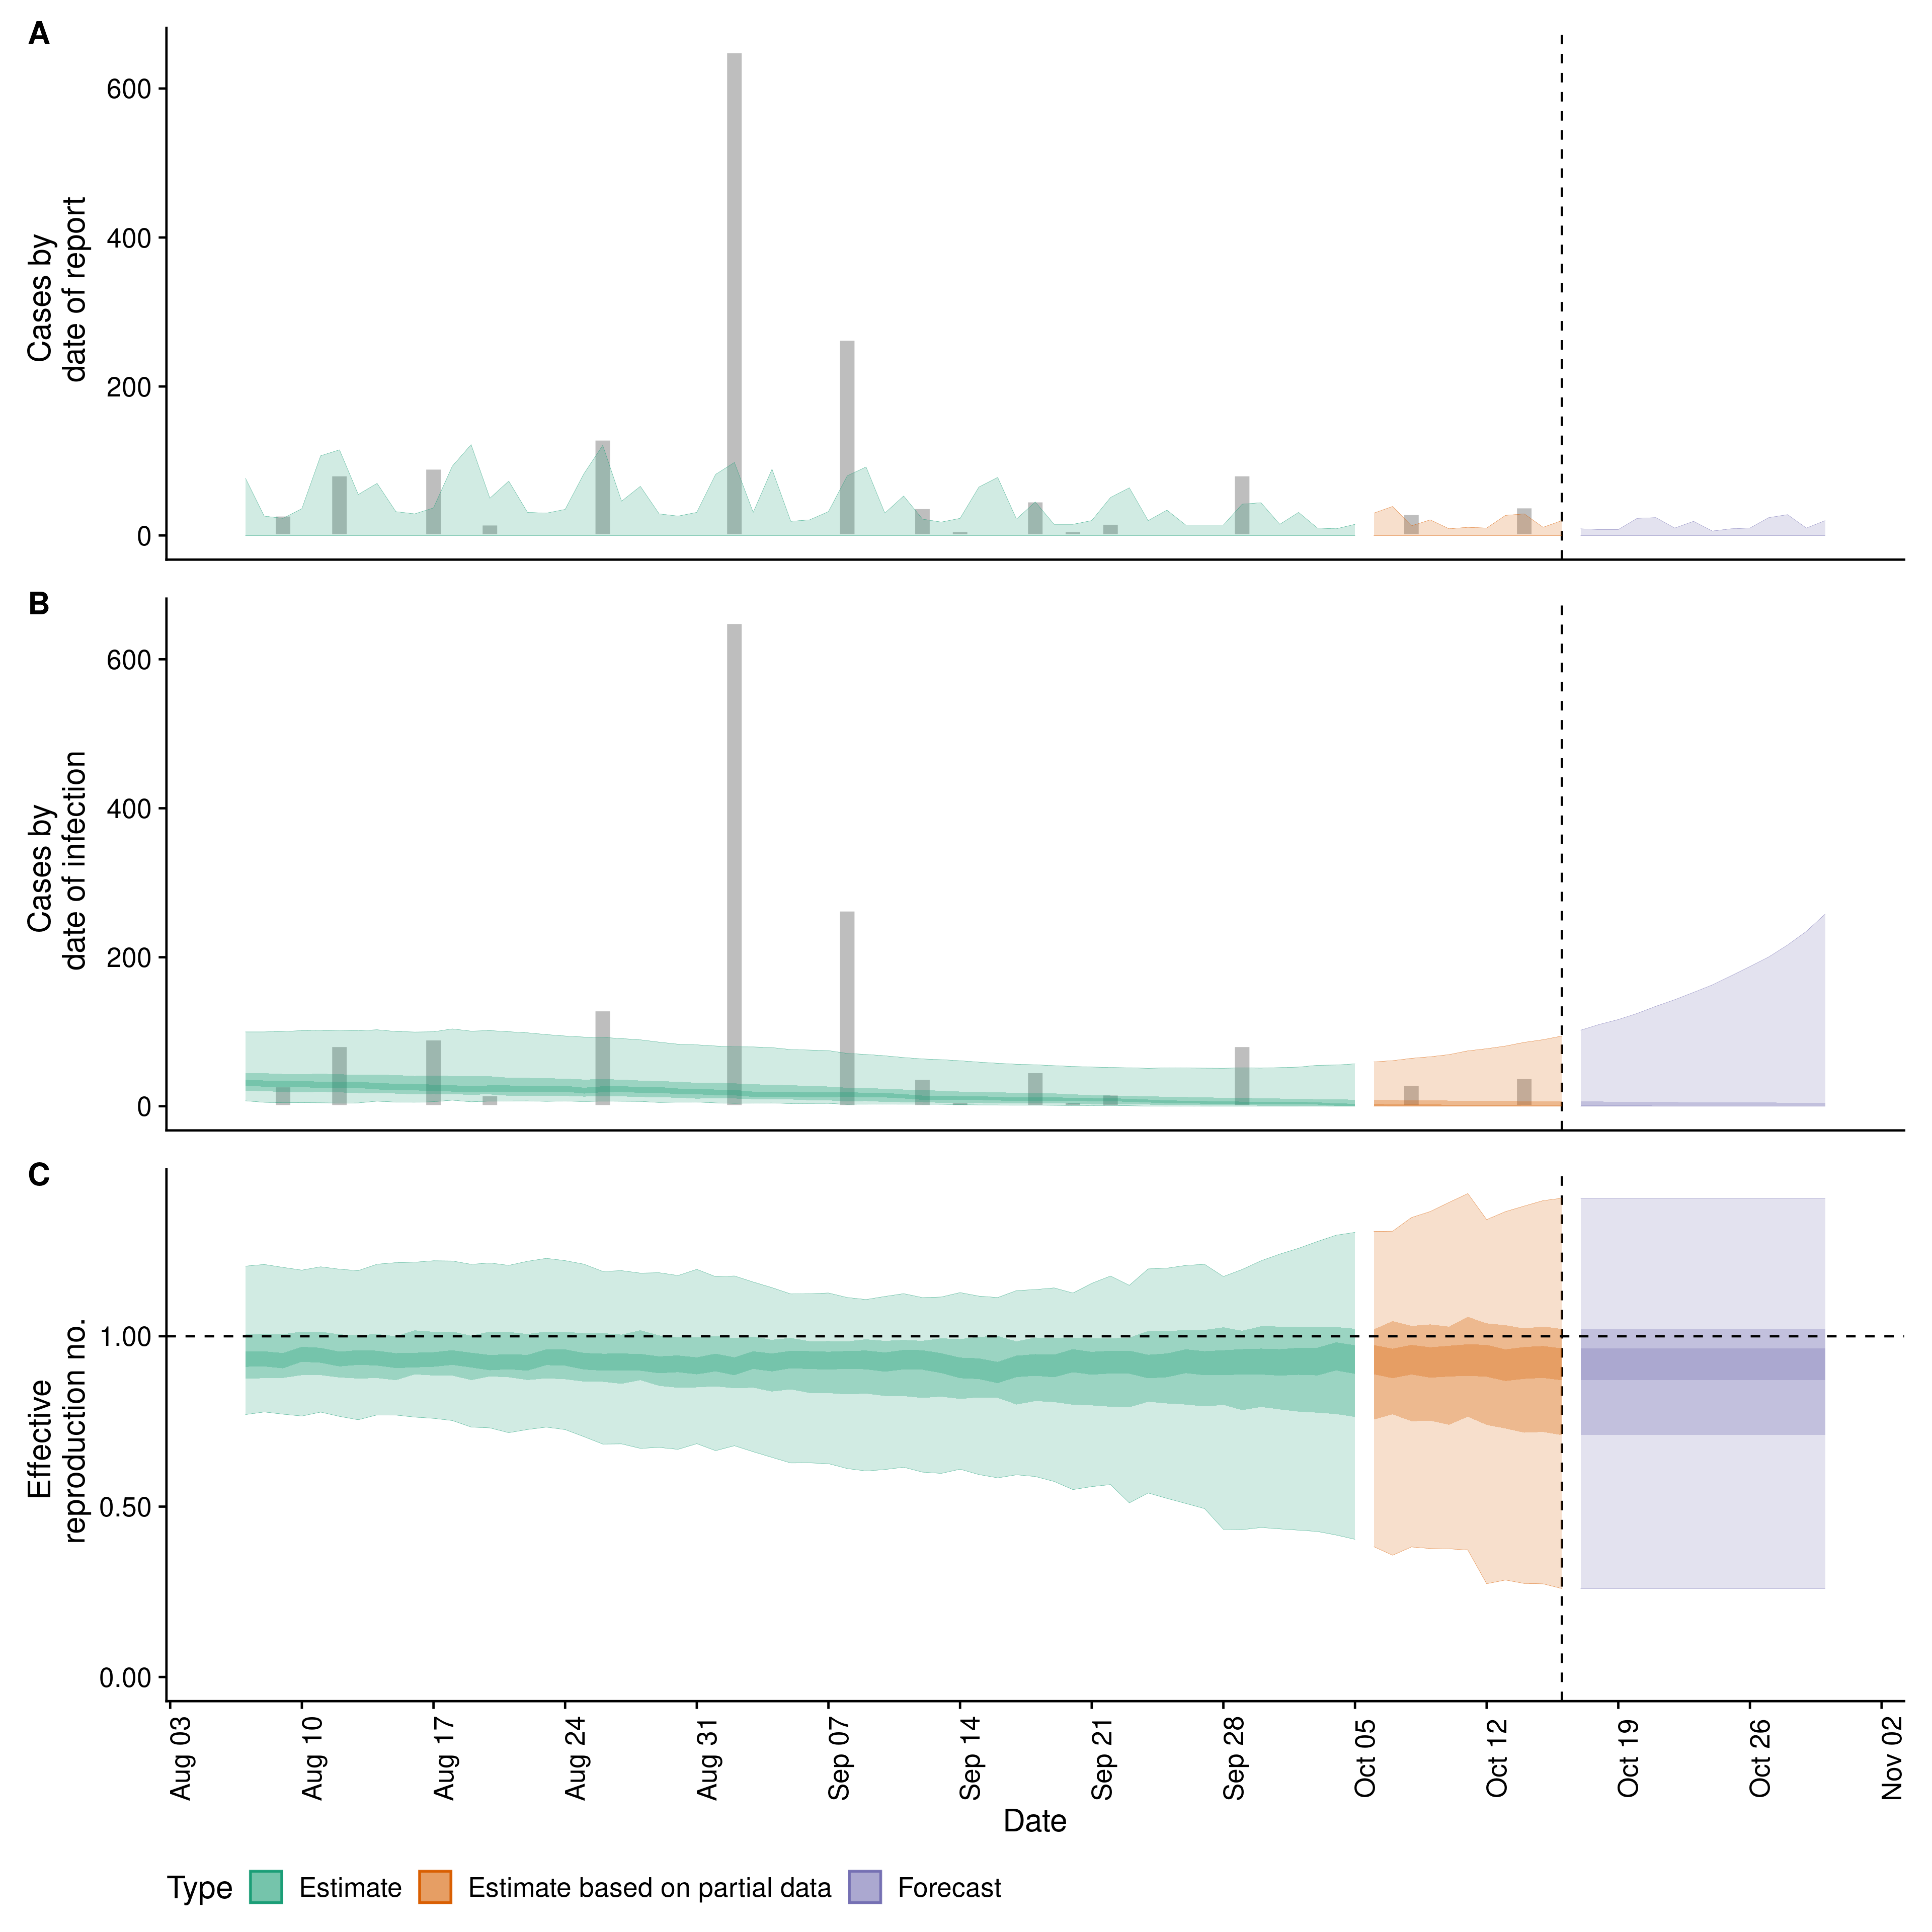 A
Cases by
date of report
600
400
200
0
B
Cases by
date of infection
600
400
200
0
C
Effective
reproduction no.
1.00
0.50
0.00
Aug 03
Aug 10
Aug 17
Aug 24
Aug 31
Sep 07
Sep 14
Sep 21
Sep 28
Oct 05
Oct 12
Oct 19
Oct 26
Nov 02
Date
Type Estimate Estimate based on partial data Forecast